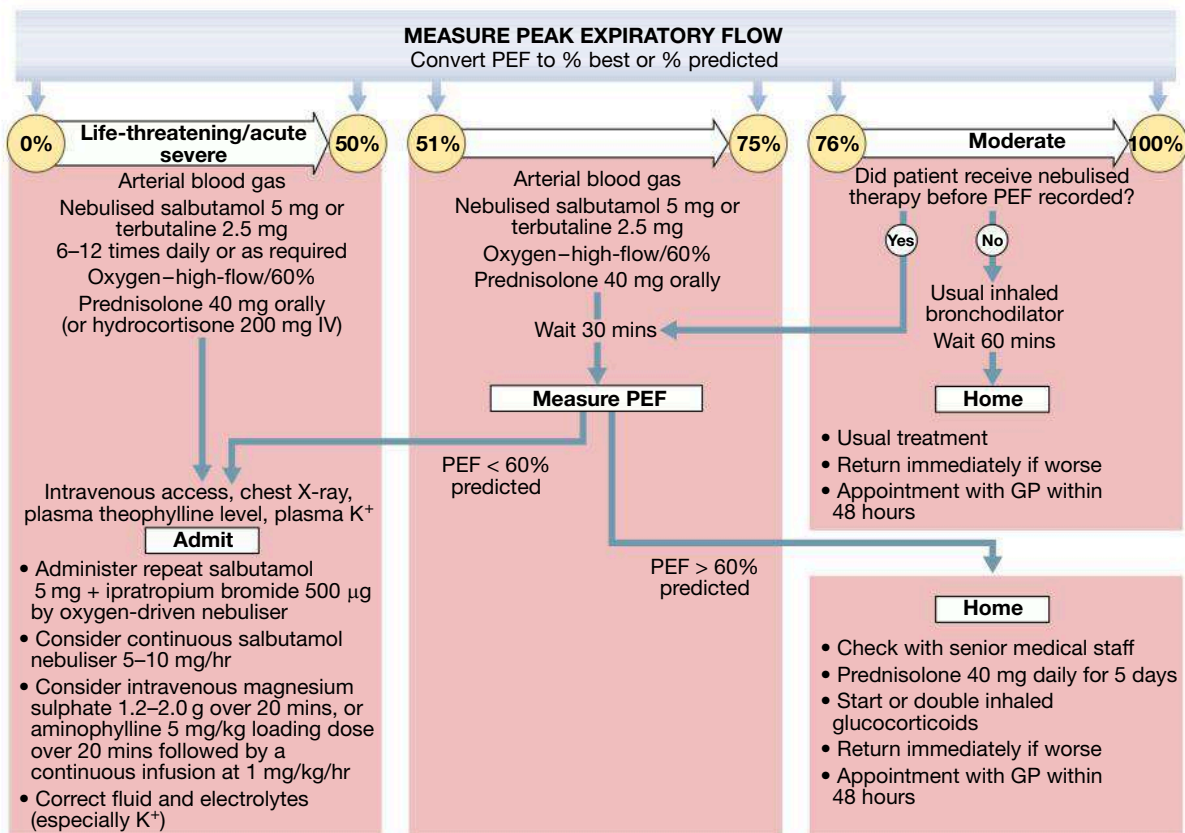 MEASURE PEAK EXPIRATORY FLOW
Convert PEF to % best or % predicted
0%
Life-threatening/acute
severe
50%
Arterial blood gas
Nebulised salbutamol 5 mg or
terbutaline 2.5 mg
6–12 times daily or as required
Oxygen–high-flow/60%
Prednisolone 40 mg orally
(or hydrocortisone 200 mg IV)
51%
75%
Arterial blood gas
Nebulised salbutamol 5 mg or
terbutaline 2.5 mg
Oxygen–high-flow/60%
Prednisolone 40 mg orally
Wait 30 mins
Measure PEF
76%
Moderate
100%
Did patient receive nebulised
therapy before PEF recorded?
Yes
No
Usual inhaled
bronchodilator
Wait 60 mins
Home
• Usual treatment
• Return immediately if worse
• Appointment with GP within
48 hours
PEF < 60%
predicted
PEF > 60%
predicted
Intravenous access, chest X-ray,
plasma theophylline level, plasma K⁺
Admit
• Administer repeat salbutamol
5 mg + ipratropium bromide 500 μg
by oxygen-driven nebuliser
• Consider continuous salbutamol
nebuliser 5–10 mg/hr
• Consider intravenous magnesium
sulphate 1.2–2.0 g over 20 mins, or
aminophylline 5 mg/kg loading dose
over 20 mins followed by a
continuous infusion at 1 mg/kg/hr
• Correct fluid and electrolytes
(especially K⁺)
Home
• Check with senior medical staff
• Prednisolone 40 mg daily for 5 days
• Start or double inhaled
glucocorticoids
• Return immediately if worse
• Appointment with GP within
48 hours